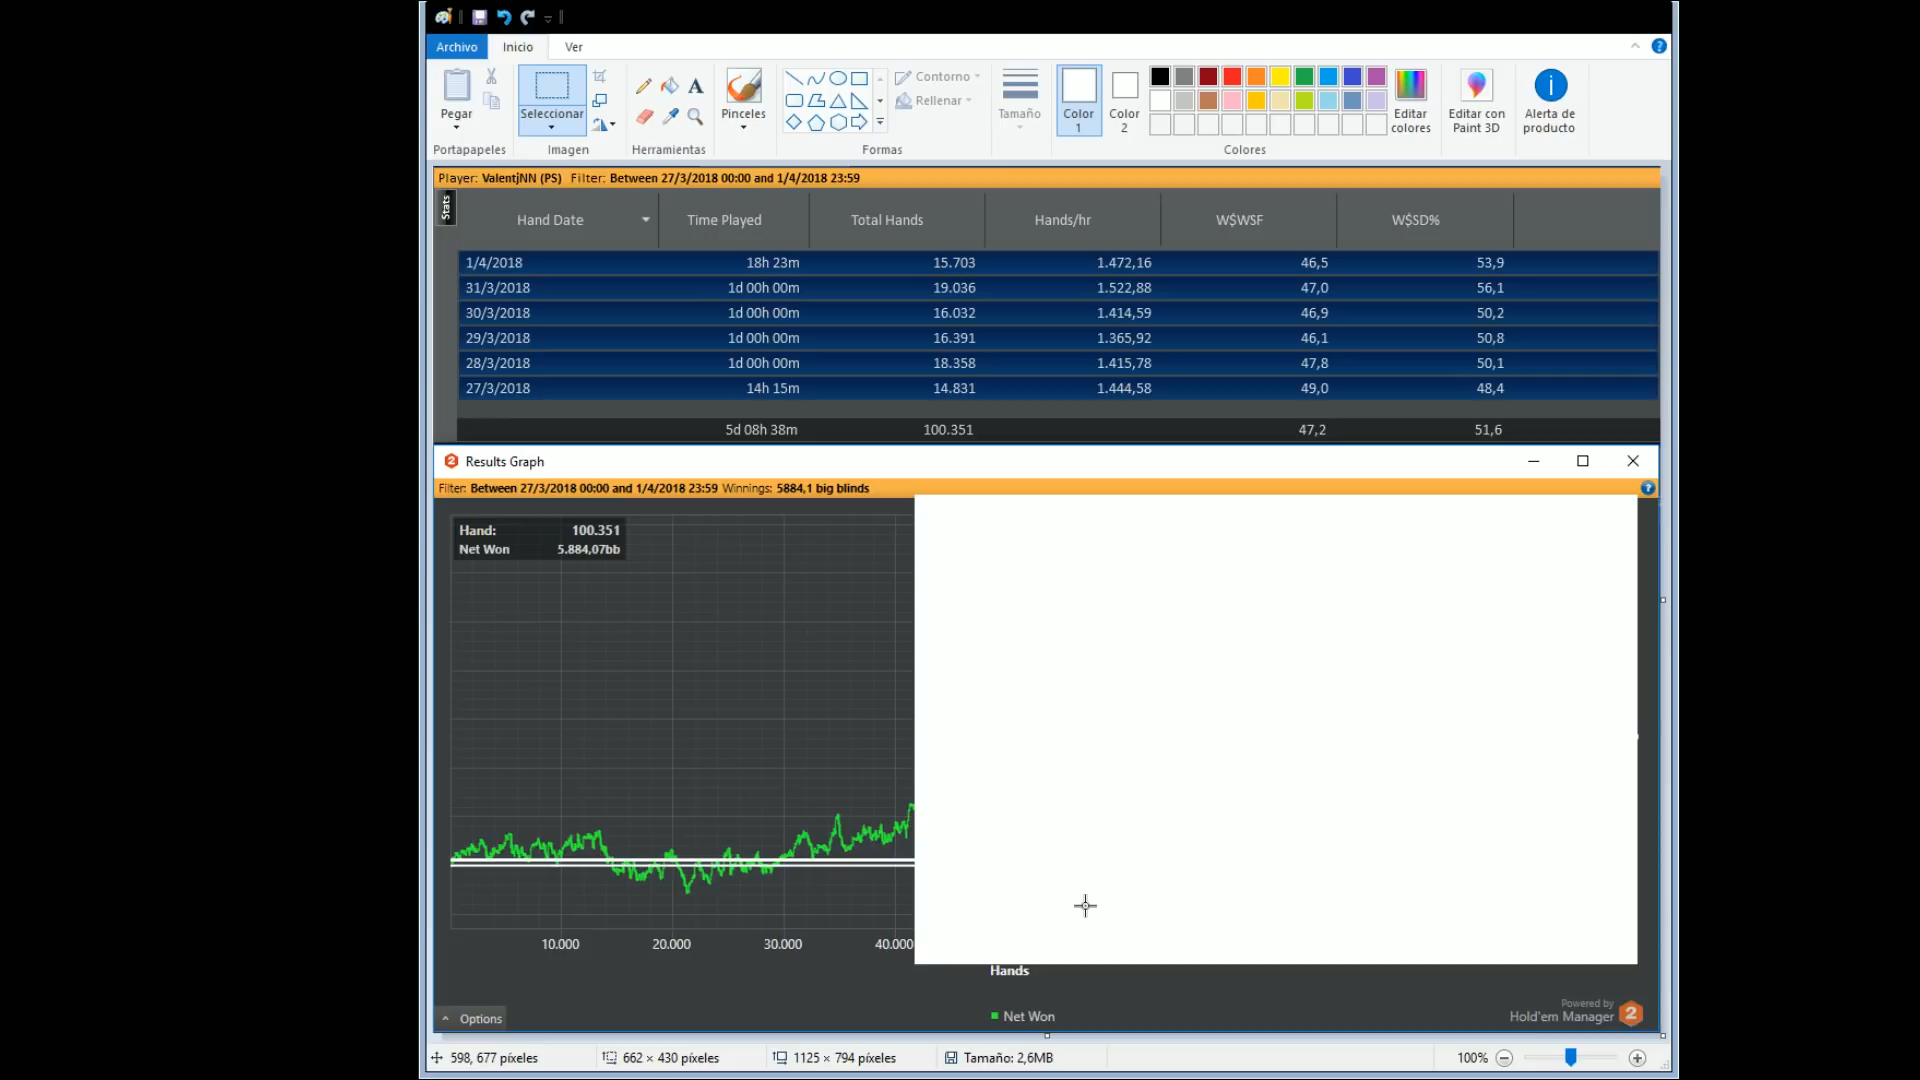 Archivo Inicio Ver
Pegar Seleccionar Pinceles Contorno Rellenar Tamaño Color 1 Color 2 Editar colores Editar con Paint 3D Alerta de producto
Portapapeles Imagen Herramientas Formas Colores
Player: ValentjNN (PS) Filter: Between 27/3/2018 00:00 and 1/4/2018 23:59
Stats
Hand Date Time Played Total Hands Hands/hr W$WSF W$SD%
1/4/2018 18h 23m 15.703 1.472,16 46,5 53,9
31/3/2018 1d 00h 00m 19.036 1.522,88 47,0 56,1
30/3/2018 1d 00h 00m 16.032 1.414,59 46,9 50,2
29/3/2018 1d 00h 00m 16.391 1.365,92 46,1 50,8
28/3/2018 1d 00h 00m 18.358 1.415,78 47,8 50,1
27/3/2018 14h 15m 14.831 1.444,58 49,0 48,4
5d 08h 38m 100.351 47,2 51,6
2 Results Graph
Filter: Between 27/3/2018 00:00 and 1/4/2018 23:59 Winnings: 5884,1 big blinds
Hand: 100.351
Net Won 5.884,07bb
10.000 20.000 30.000 40.000
Hands
Net Won
Powered by
Hold'em Manager 2
Options
598, 677 píxeles 662 × 430 píxeles 1125 × 794 píxeles Tamaño: 2,6MB 100%